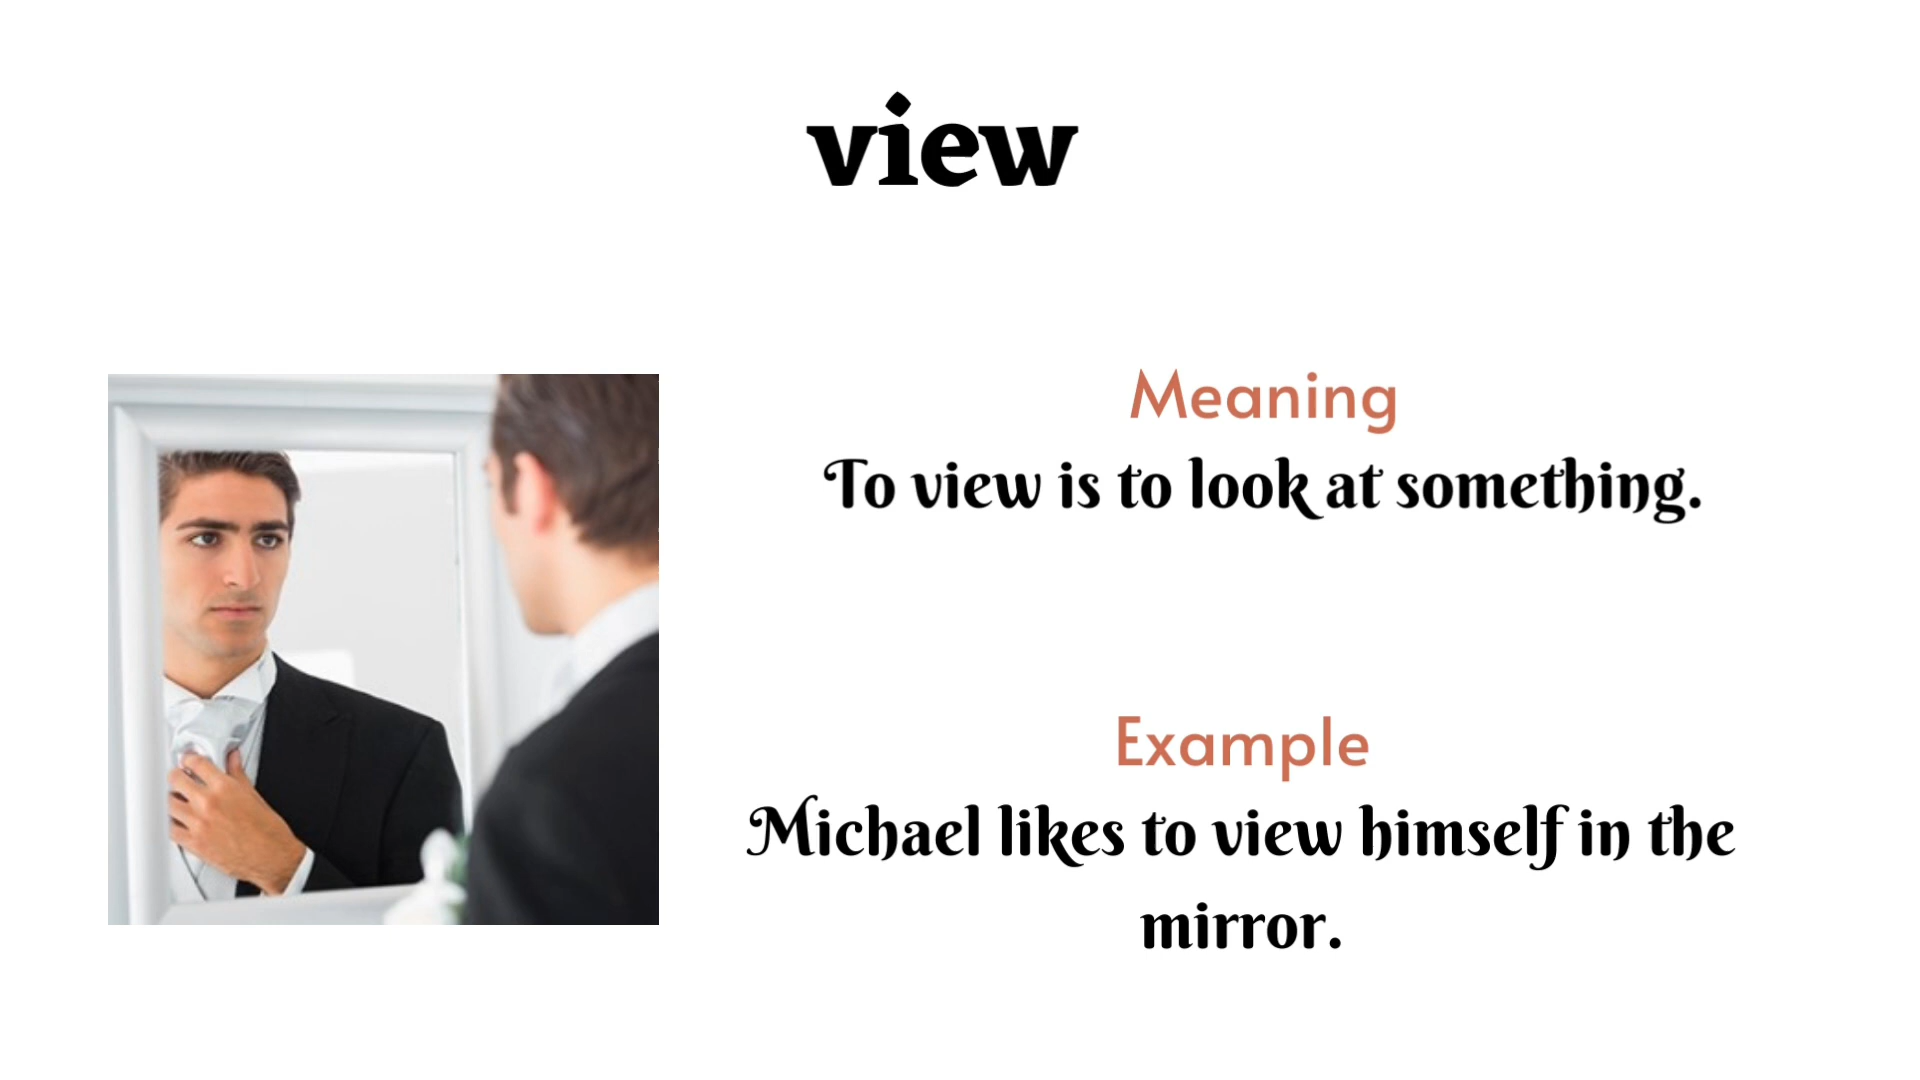 view
Meaning
To view is to look at something.
Example
Michael likes to view himself in the
mirror.